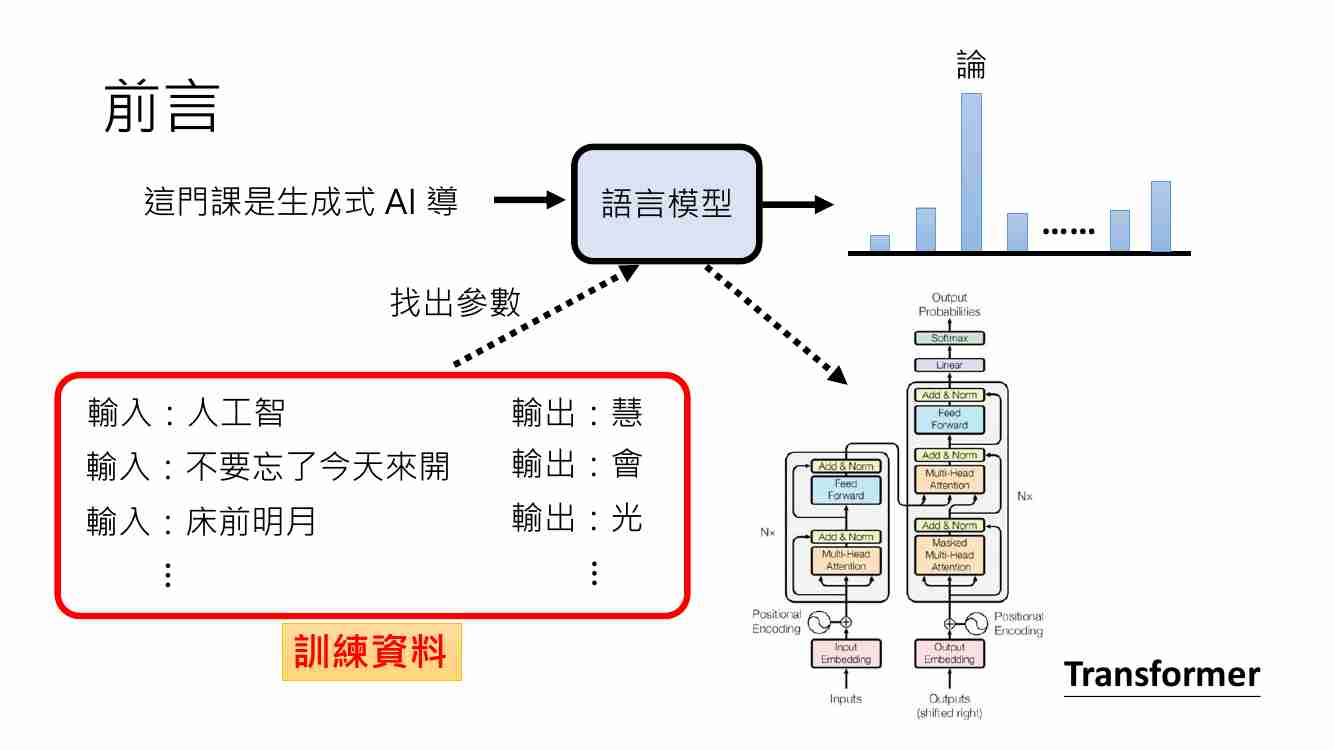 前言
論
這門課是生成式 AI 導
語言模型
……
找出參數
輸入：人工智
輸出：慧
輸入：不要忘了今天來開
輸出：會
輸入：床前明月
輸出：光
⋮
⋮
訓練資料
Output
Probabilities
Softmax
Linear
Add & Norm
Feed
Forward
Add & Norm
Multi-Head
Attention
Add & Norm
Masked
Multi-Head
Attention
Nx
Positional
Encoding
Output
Embedding
Outputs
(shifted right)
Add & Norm
Feed
Forward
Add & Norm
Multi-Head
Attention
Nx
Positional
Encoding
Input
Embedding
Inputs
Transformer